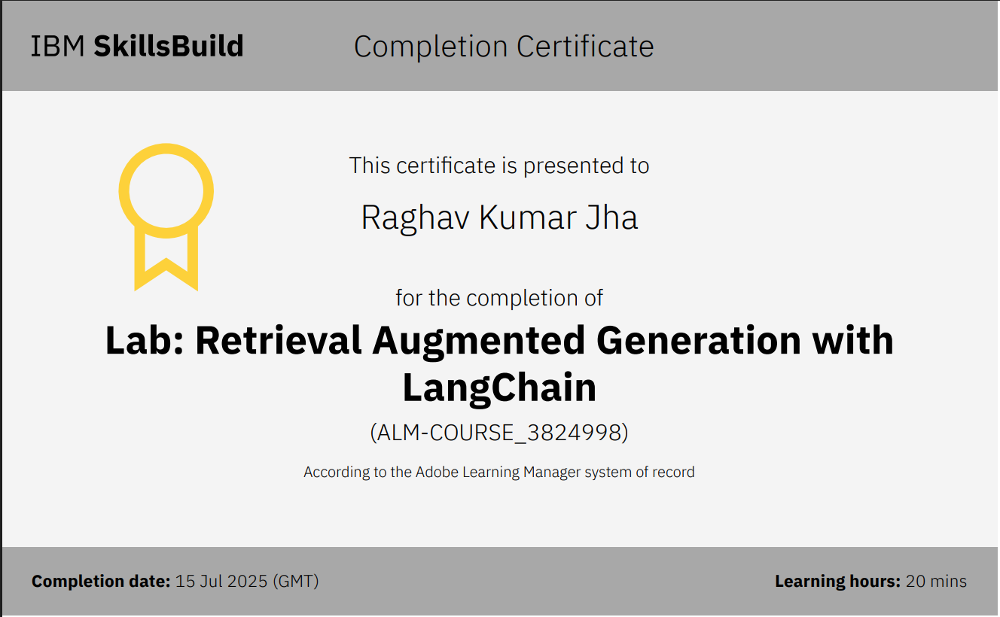 IBM SkillsBuild
Completion Certificate
This certificate is presented to
Raghav Kumar Jha
for the completion of
Lab: Retrieval Augmented Generation with
LangChain
(ALM-COURSE_3824998)
According to the Adobe Learning Manager system of record
Completion date: 15 Jul 2025 (GMT)
Learning hours: 20 mins